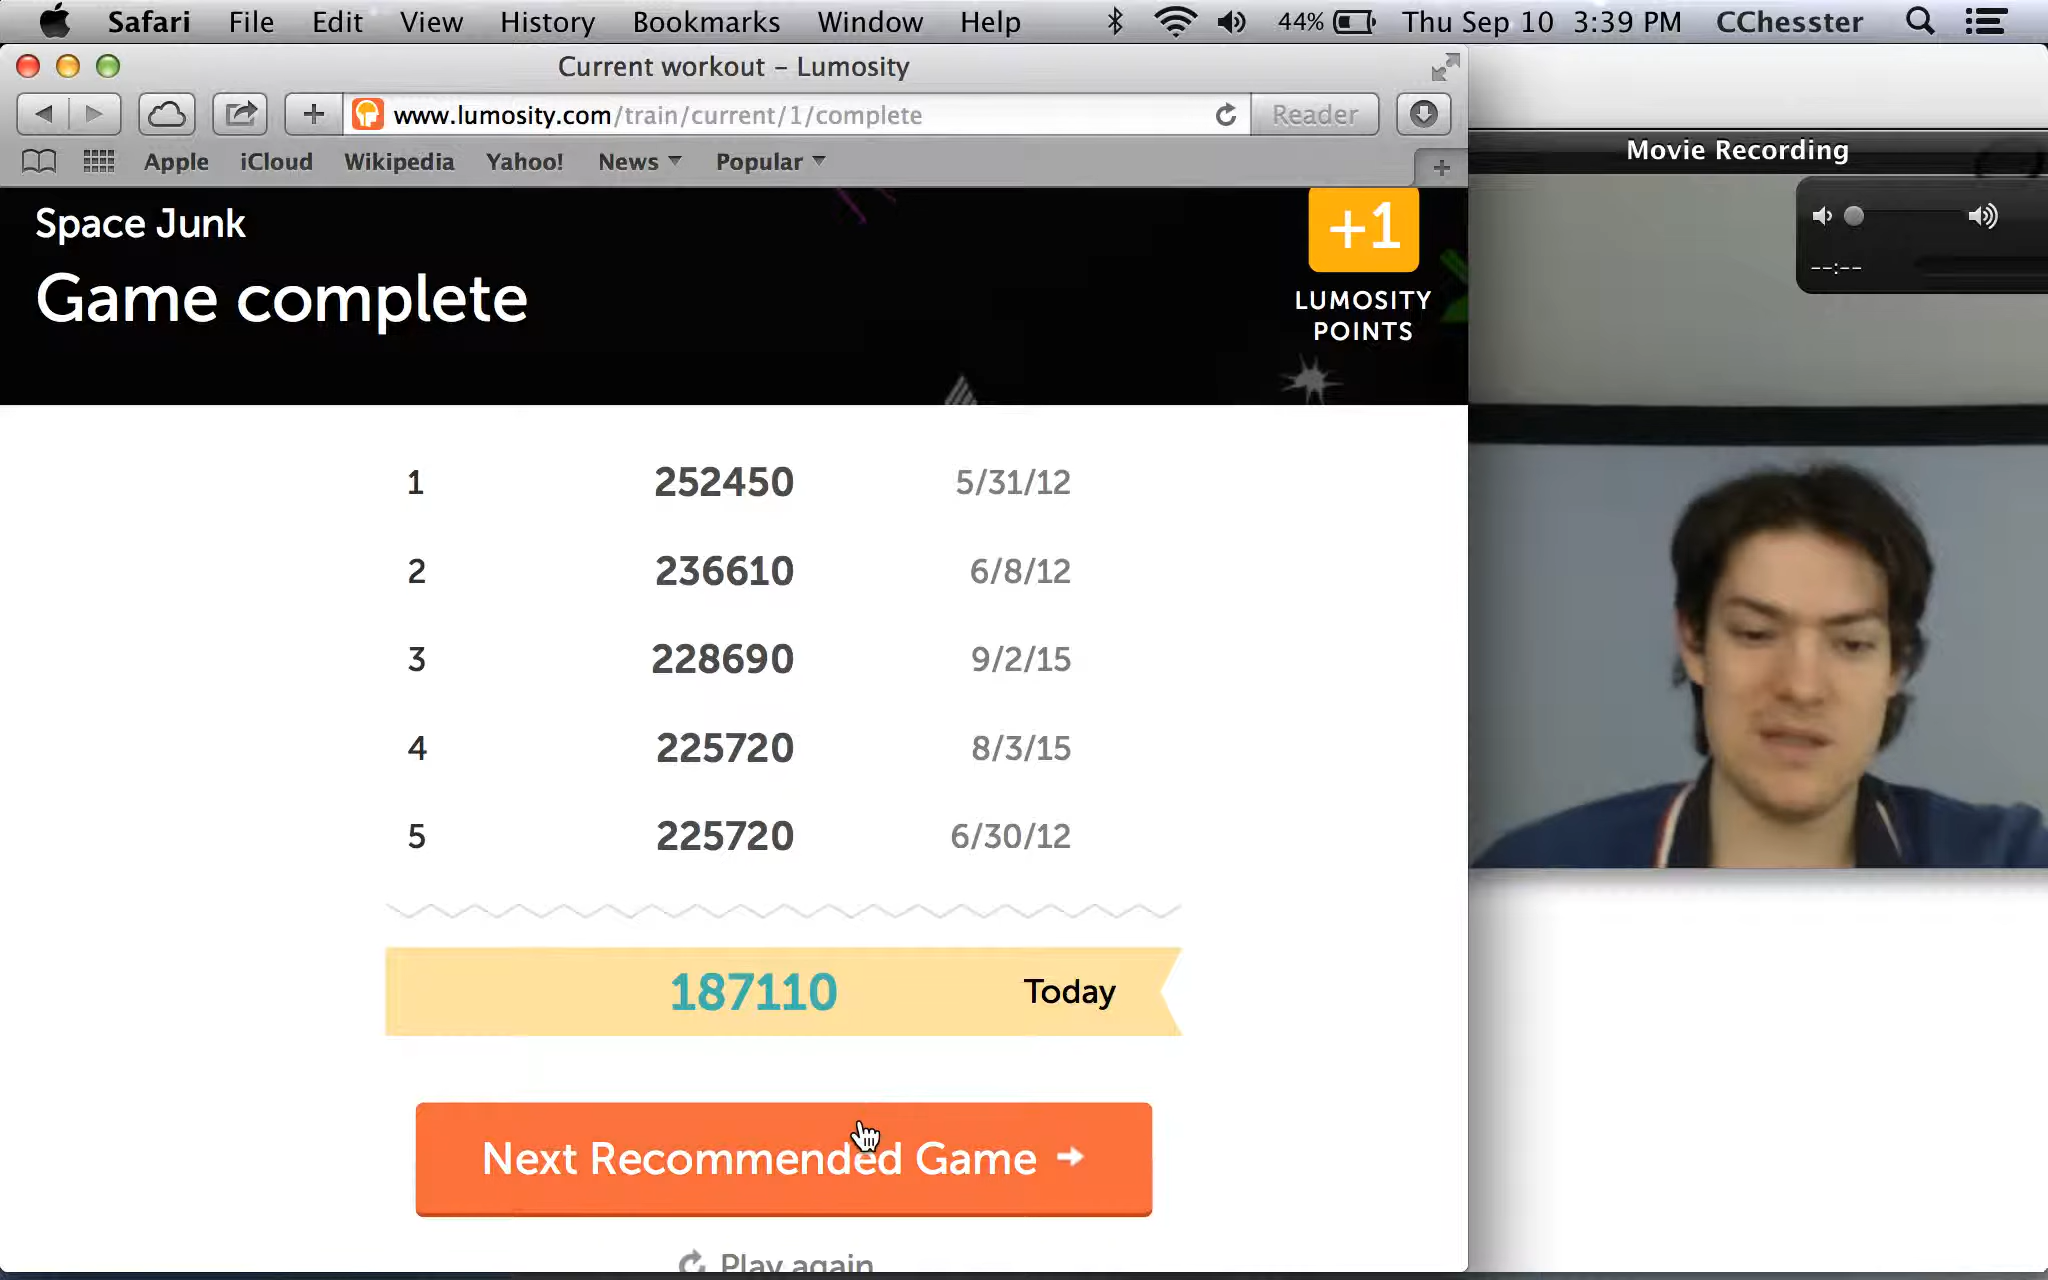 Safari File Edit View History Bookmarks Window Help 44% Thu Sep 10 3:39 PM CChesster
Current workout – Lumosity
www.lumosity.com/train/current/1/complete Reader
Apple iCloud Wikipedia Yahoo! News Popular
Movie Recording
--:--
Space Junk
Game complete
+1
LUMOSITY
POINTS
1 252450 5/31/12
2 236610 6/8/12
3 228690 9/2/15
4 225720 8/3/15
5 225720 6/30/12
187110 Today
Next Recommended Game
Play again